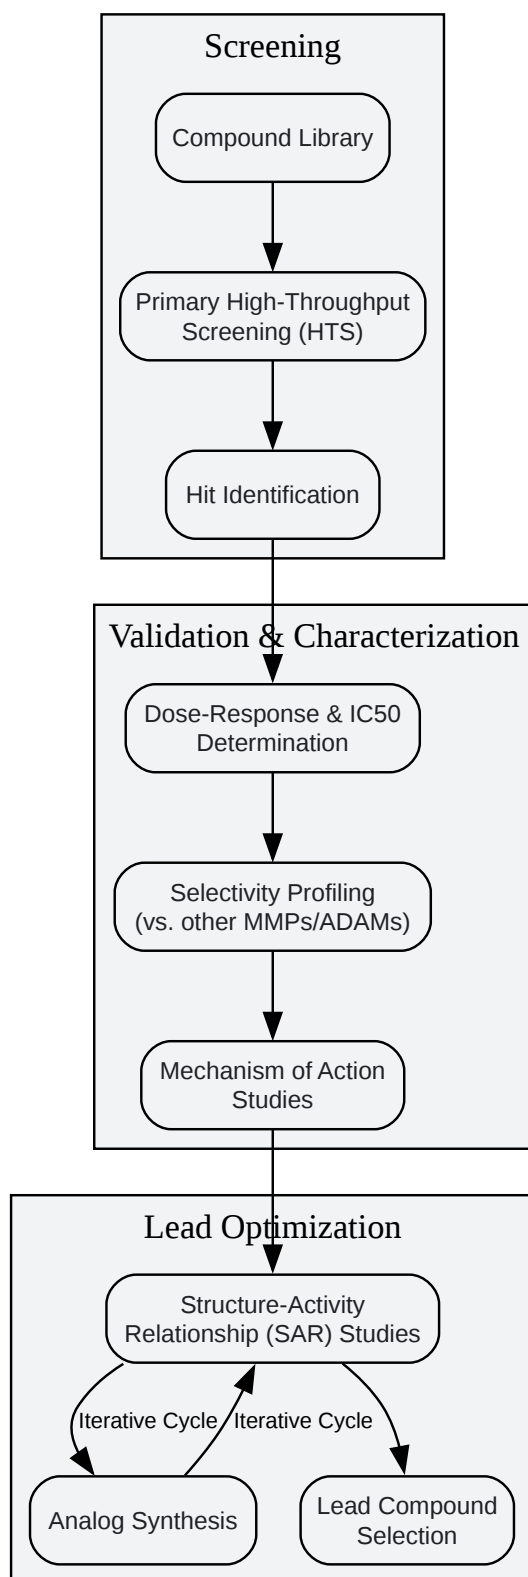 Screening
Compound Library
Primary High-Throughput
Screening (HTS)
Hit Identification
Validation & Characterization
Dose-Response & IC50
Determination
Selectivity Profiling
(vs. other MMPs/ADAMs)
Mechanism of Action
Studies
Lead Optimization
Structure-Activity
Relationship (SAR) Studies
Iterative Cycle
Iterative Cycle
Analog Synthesis
Lead Compound
Selection